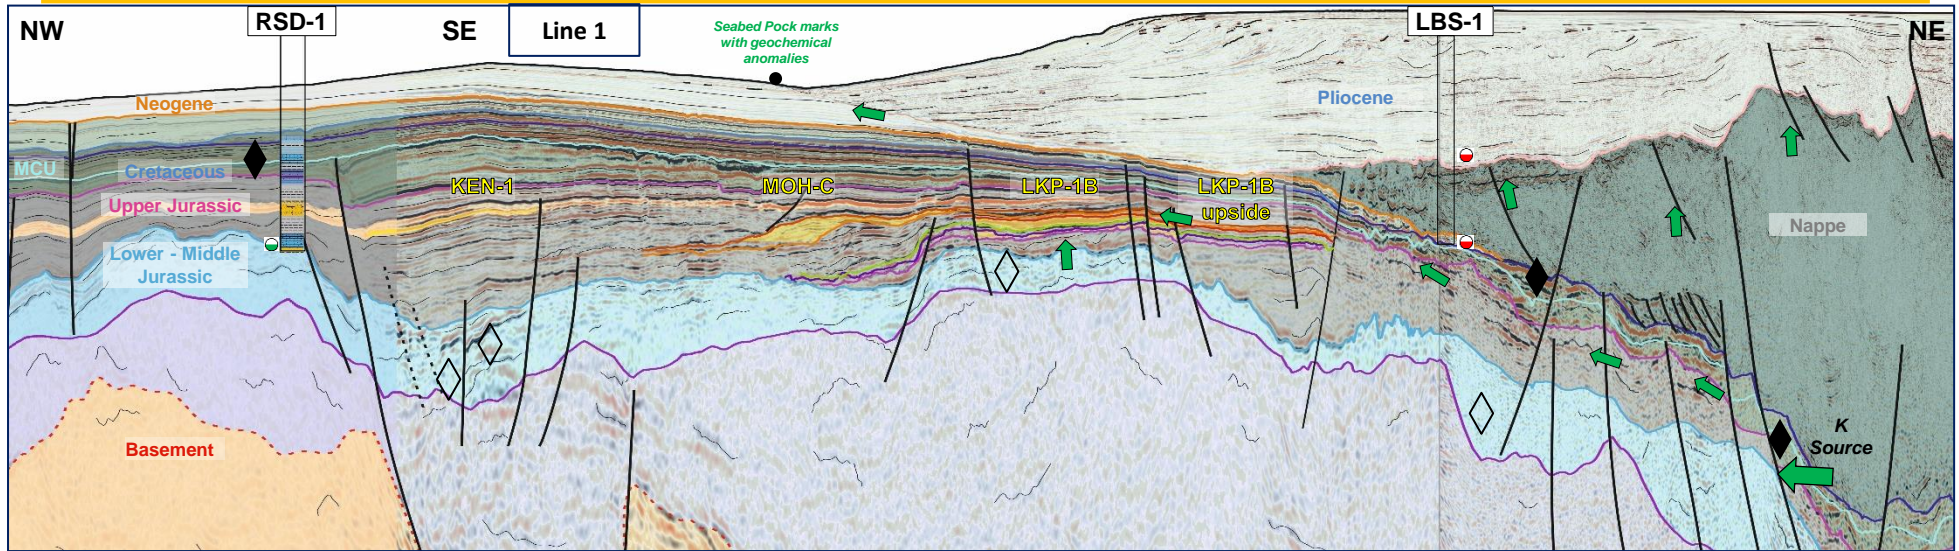 NW
RSD-1
SE
Line 1
Seabed Pock marks
with geochemical
anomalies
LBS-1
NE
Neogene
Pliocene
MCU
Cretaceous
KEN-1
MOH-C
LKP-1B
LKP-1B
upside
Upper Jurassic
Nappe
Lower - Middle
Jurassic
Basement
K
Source